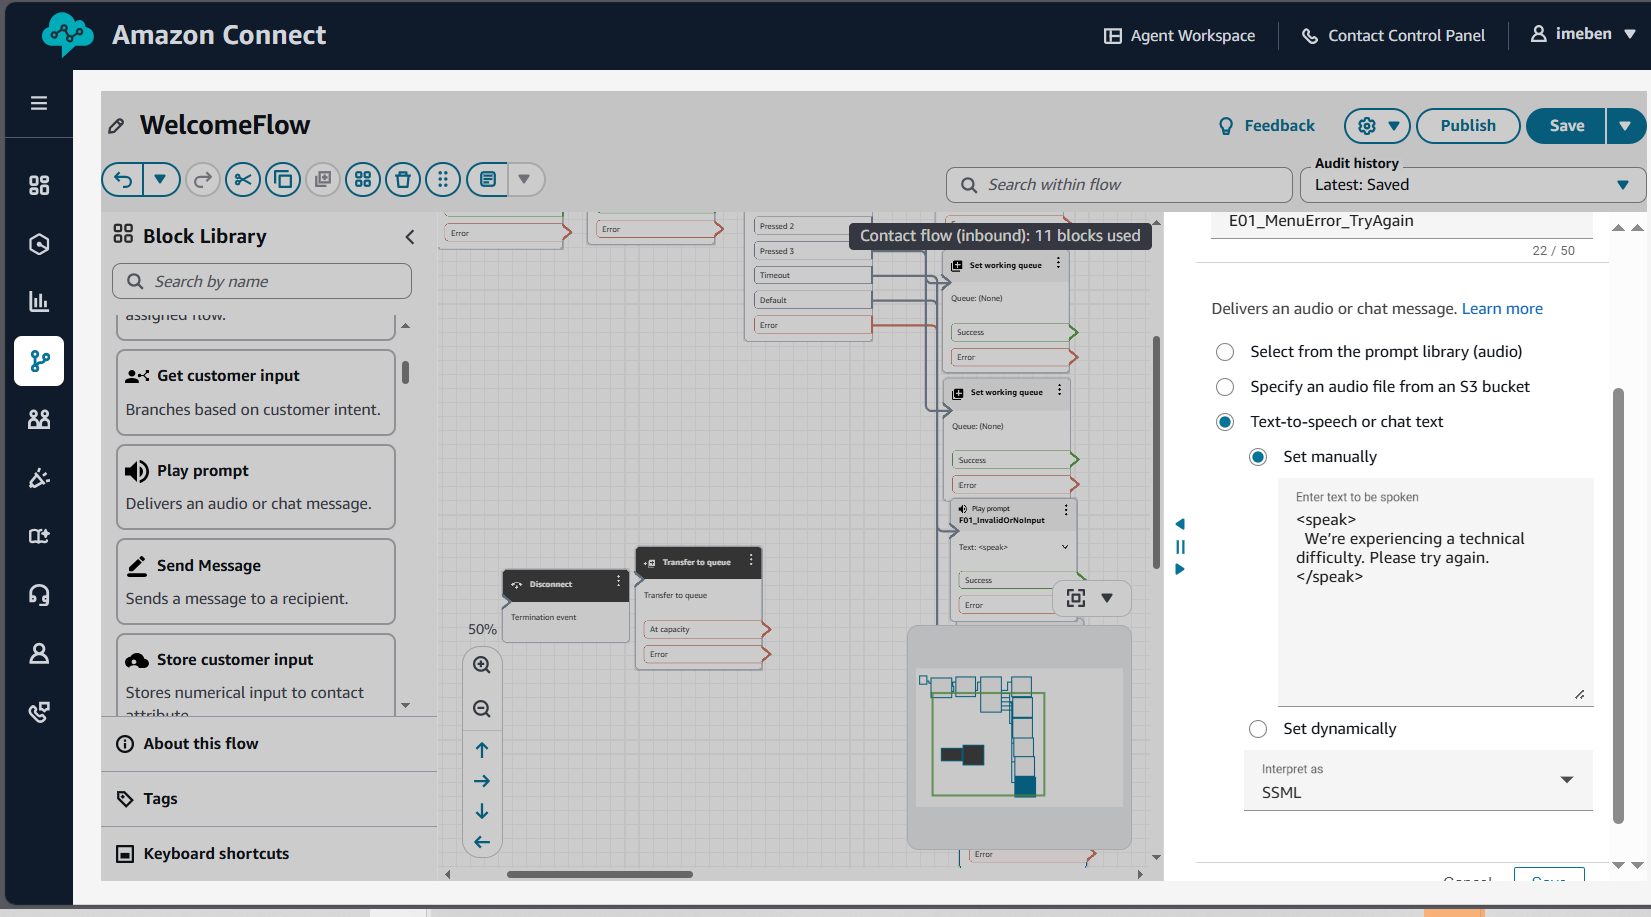 Amazon Connect
Agent Workspace
Contact Control Panel
imeben
WelcomeFlow
Feedback
Publish
Save
Search within flow
Audit history
Latest: Saved
Block Library
Search by name
assigned flow.
Get customer input
Branches based on customer intent.
Play prompt
Delivers an audio or chat message.
Send Message
Sends a message to a recipient.
Store customer input
Stores numerical input to contact
attribute
About this flow
Tags
Keyboard shortcuts
Error
Error
Pressed 2
Pressed 3
Timeout
Default
Error
Contact flow (inbound): 11 blocks used
Set working queue
Queue: (None)
Success
Error
Set working queue
Queue: (None)
Success
Error
Play prompt
F01_InvalidOrNoInput
Text: <speak>
Success
Error
Disconnect
Termination event
Transfer to queue
Transfer to queue
At capacity
Error
50%
Error
E01_MenuError_TryAgain
22 / 50
Delivers an audio or chat message. Learn more
Select from the prompt library (audio)
Specify an audio file from an S3 bucket
Text-to-speech or chat text
Set manually
Enter text to be spoken
<speak>
We’re experiencing a technical
difficulty. Please try again.
</speak>
Set dynamically
Interpret as
SSML
Cancel
Save